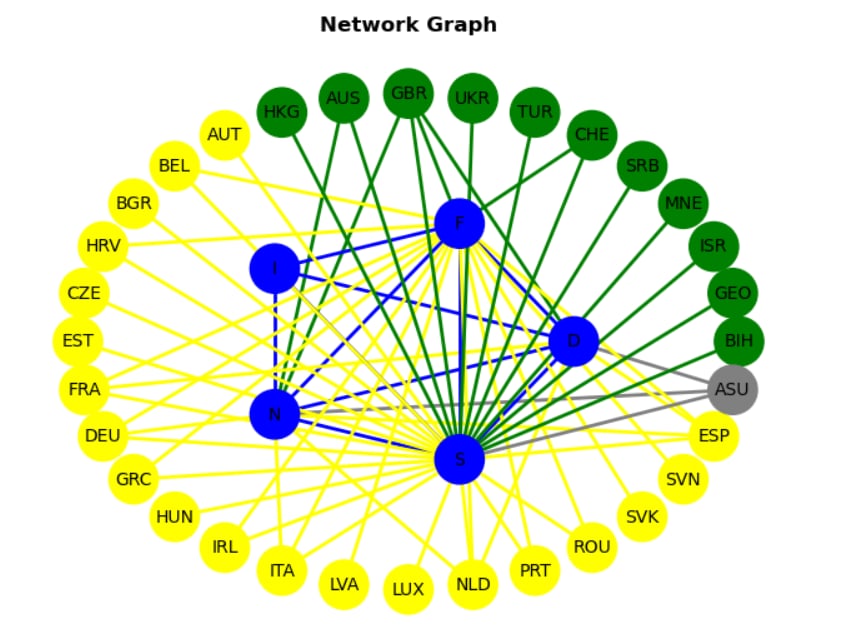 Network Graph
GBR
AUS
UKR
HKG
TUR
AUT
CHE
BEL
SRB
BGR
MNE
F
HRV
ISR
I
CZE
GEO
EST
D
BIH
FRA
ASU
N
DEU
ESP
S
GRC
SVN
HUN
SVK
IRL
ROU
ITA
PRT
LVA
NLD
LUX